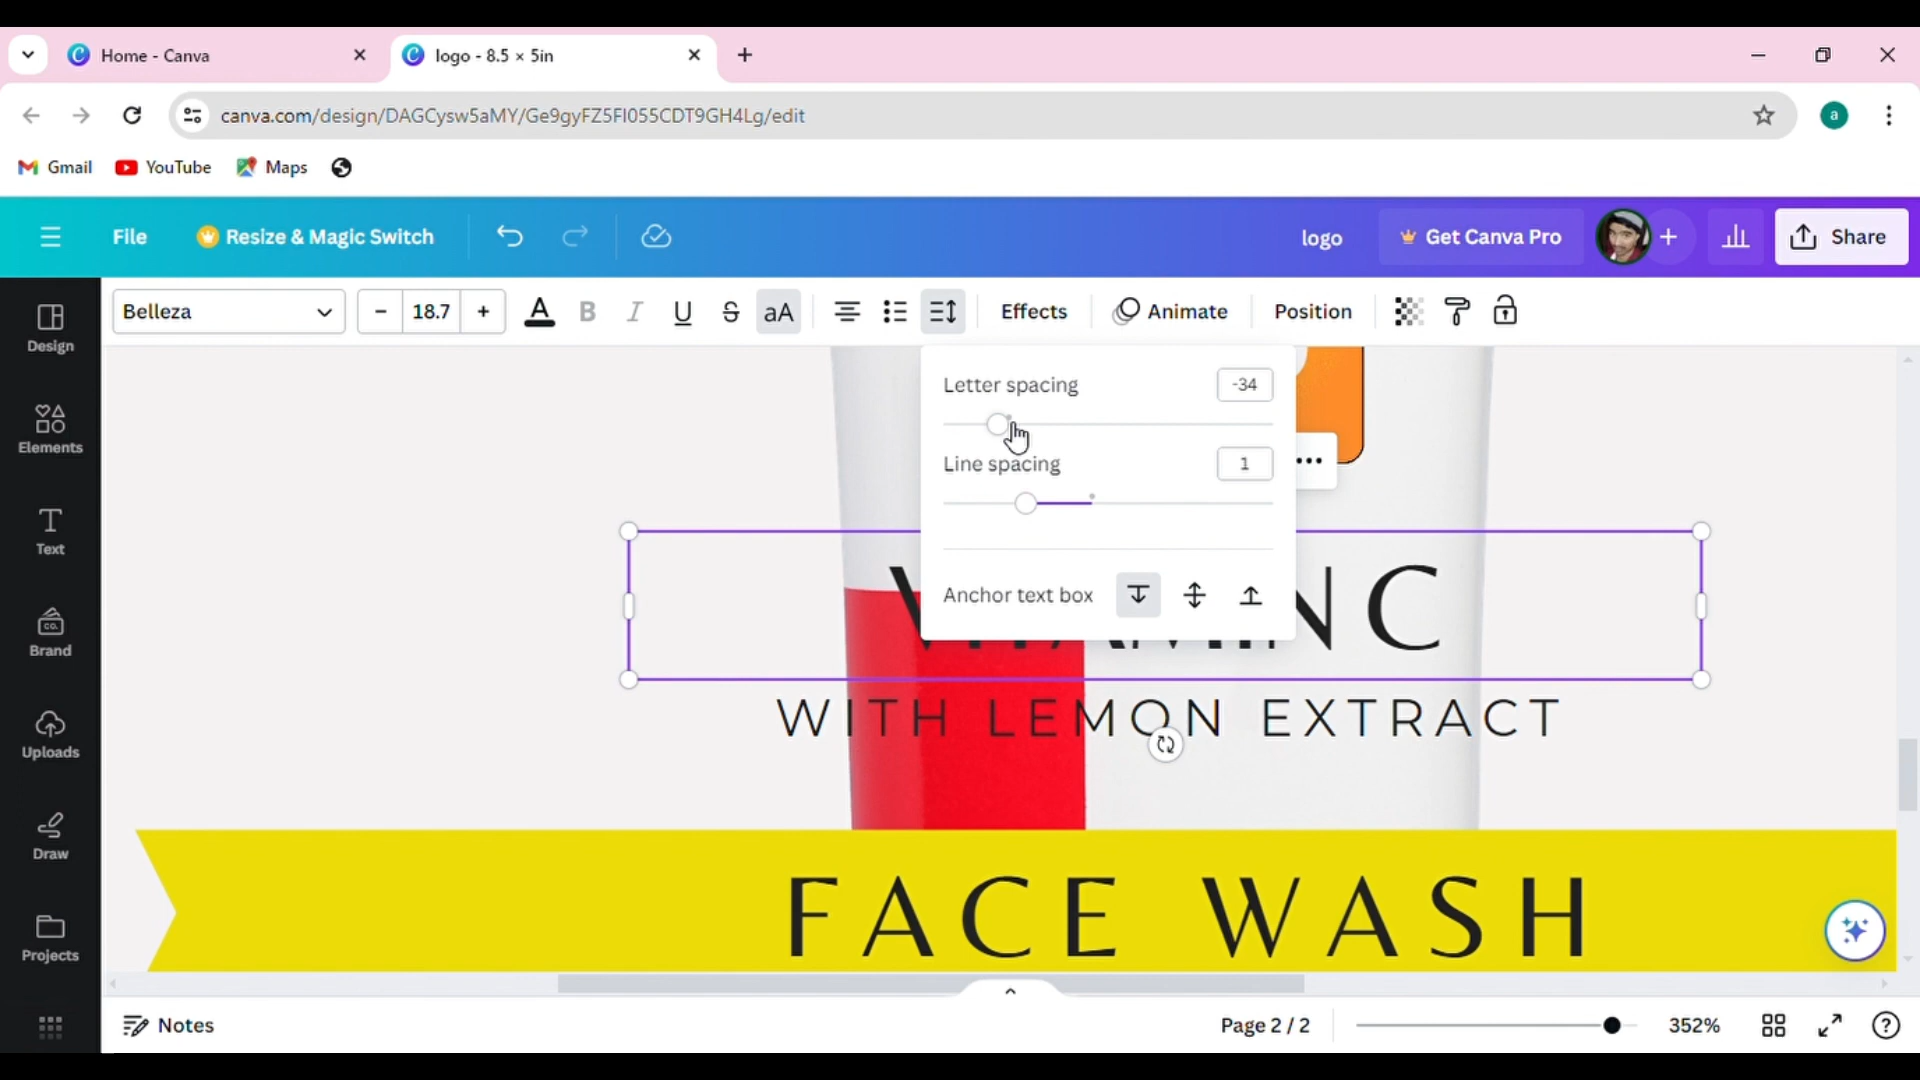 Home - Canva
logo - 8.5 × 5in
canva.com/design/DAGCysw5aMY/Ge9gyFZ5FI055CDT9GH4Lg/edit
a
Gmail
YouTube
Maps
File
Resize & Magic Switch
logo
Get Canva Pro
Share
Belleza
- 18.7 +
A B I U S aA
Effects
Animate
Position
Design
Elements
Text
Brand
Uploads
Draw
Projects
Letter spacing
-34
Line spacing
1
Anchor text box
C
WITH LEMON EXTRACT
FACE WASH
Notes
Page 2 / 2
352%